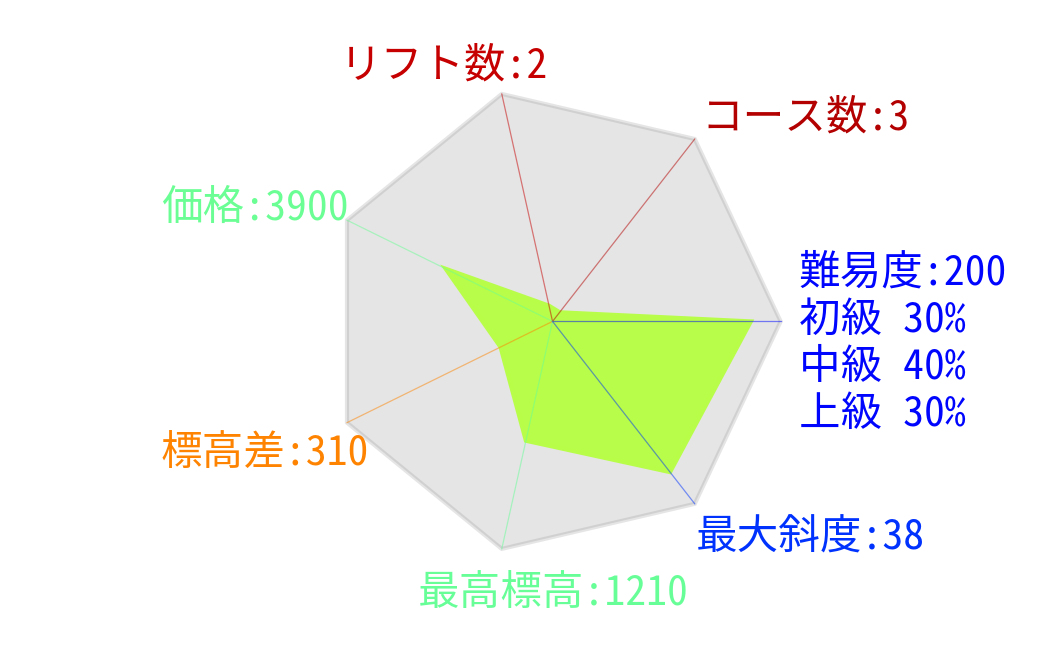 リフト数:2
コース数:3
価格:3900
難易度:200
初級 30%
中級 40%
上級 30%
標高差:310
最大斜度:38
最高標高:1210